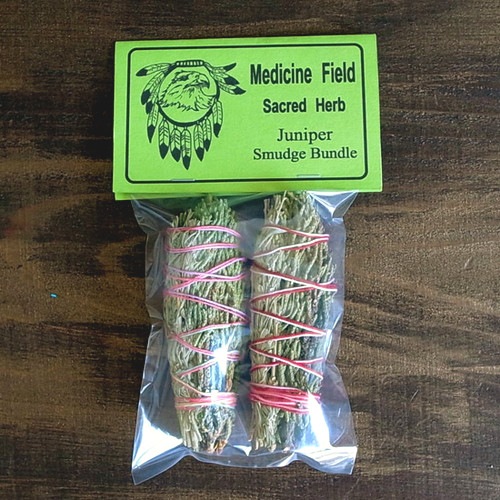 Medicine Field
Sacred Herb
Juniper
Smudge Bundle